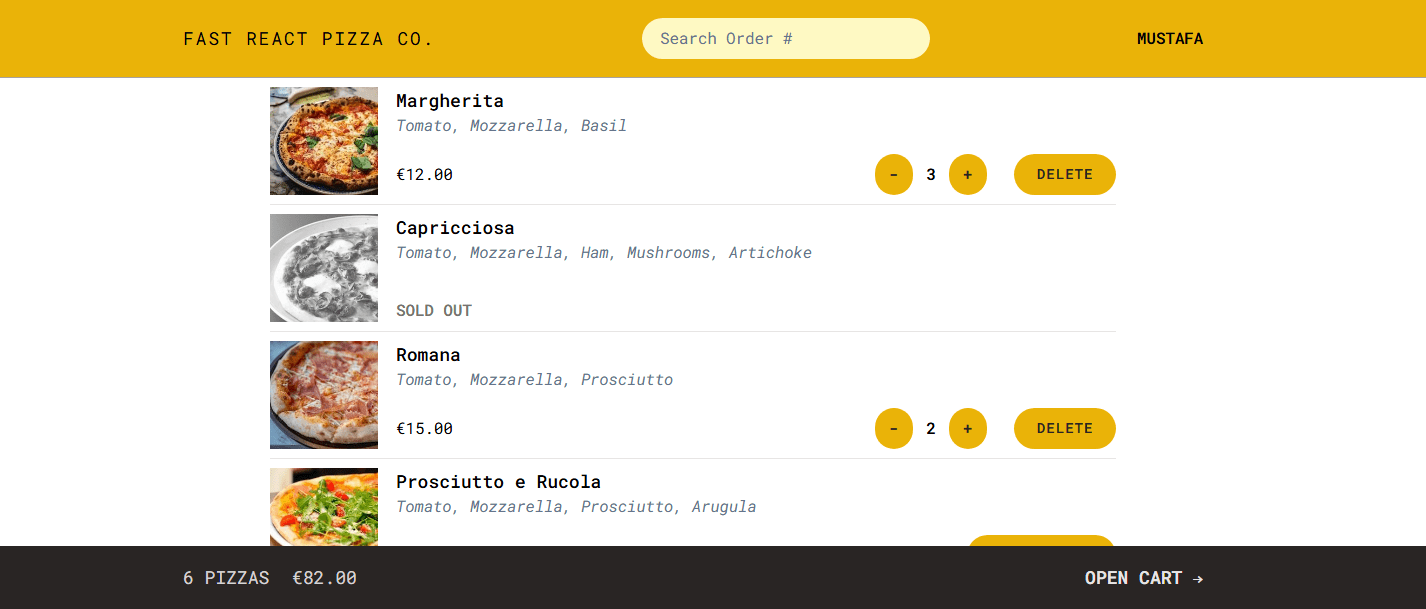 FAST REACT PIZZA CO.
Search Order #
MUSTAFA
Margherita
Tomato, Mozzarella, Basil
€12.00
- 3 + DELETE
Capricciosa
Tomato, Mozzarella, Ham, Mushrooms, Artichoke
SOLD OUT
Romana
Tomato, Mozzarella, Prosciutto
€15.00
- 2 + DELETE
Prosciutto e Rucola
Tomato, Mozzarella, Prosciutto, Arugula
6 PIZZAS €82.00
OPEN CART →